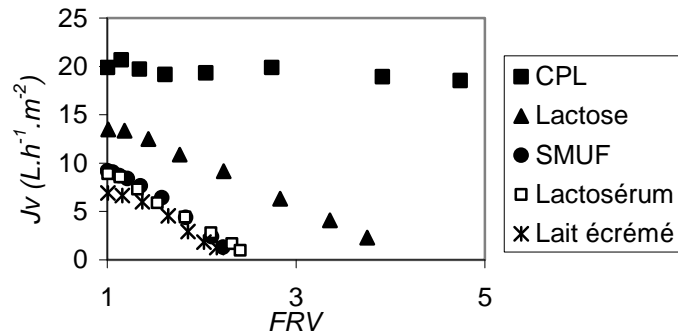 Jv (L.h⁻¹.m⁻²)
25
20
15
10
5
0
1
3
5
FRV
CPL
Lactose
SMUF
Lactosérum
Lait écrémé